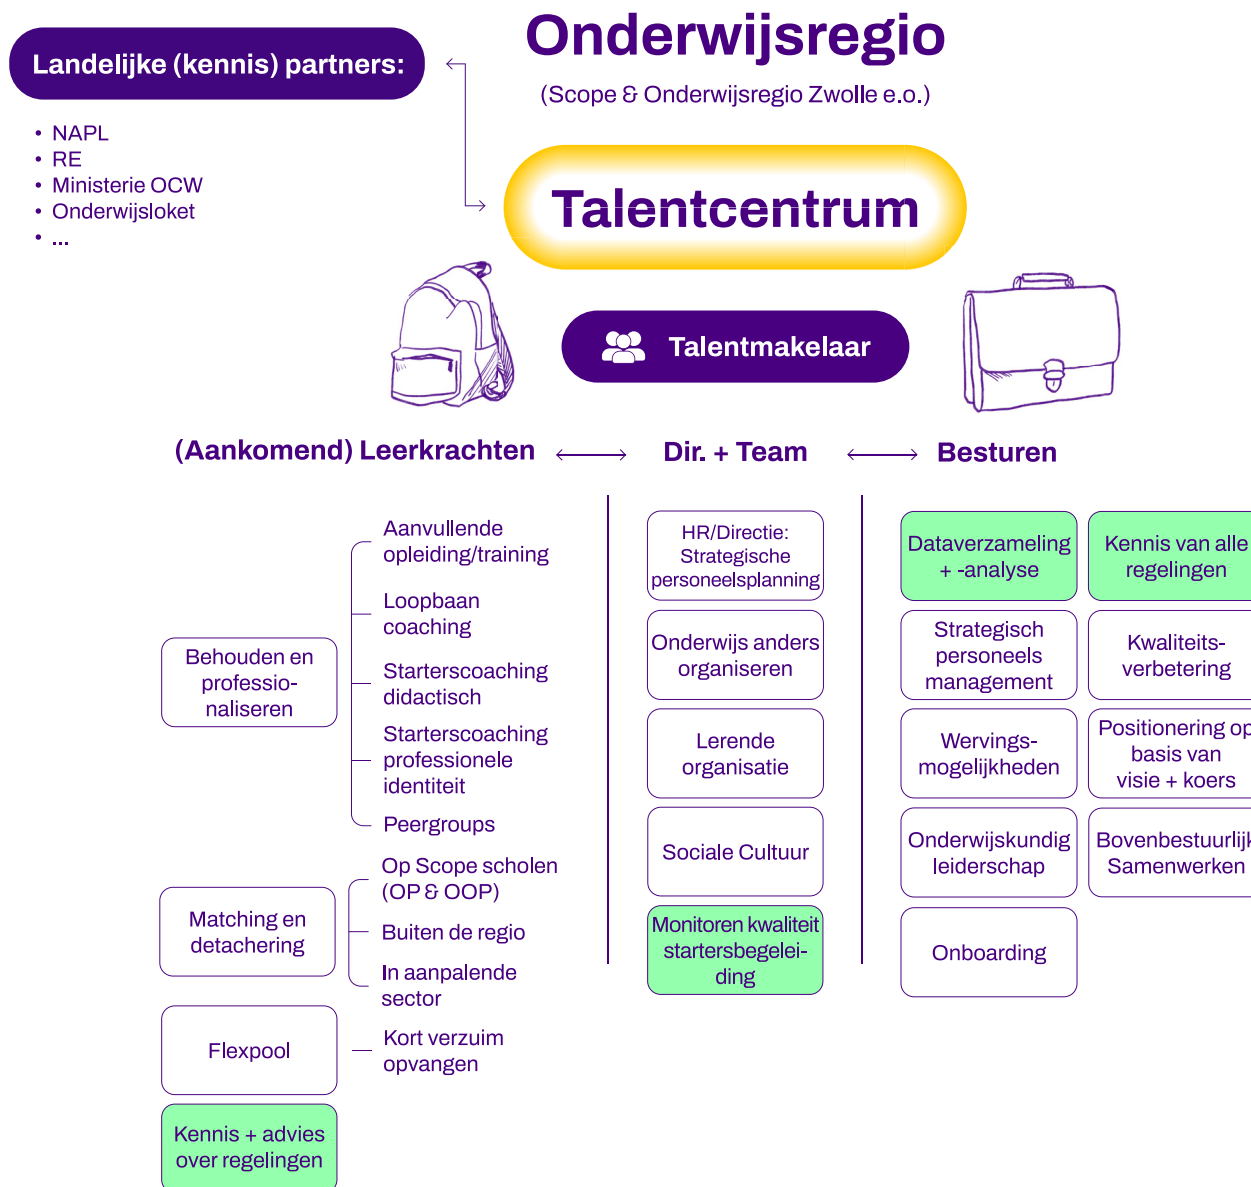 Onderwijsregio
(Scope & Onderwijsregio Zwolle e.o.)
Landelijke (kennis) partners:
• NAPL
• RE
• Ministerie OCW
• Onderwijsloket
• ...
Talentcentrum
Talentmakelaar
(Aankomend) Leerkrachten
Dir. + Team
Besturen
Behouden en
professio-
naliseren
Aanvullende
opleiding/training
Loopbaan
coaching
Starterscoaching
didactisch
Starterscoaching
professionele
identiteit
Peergroups
Matching en
detachering
Op Scope scholen
(OP & OOP)
Buiten de regio
In aanpalende
sector
Flexpool
Kort verzuim
opvangen
Kennis + advies
over regelingen
HR/Directie:
Strategische
personeelsplanning
Onderwijs anders
organiseren
Lerende
organisatie
Sociale Cultuur
Monitoren kwaliteit
startersbegelei-
ding
Dataverzameling
+ -analyse
Strategisch
personeels
management
Wervings-
mogelijkheden
Onderwijskundig
leiderschap
Onboarding
Kennis van alle
regelingen
Kwaliteits-
verbetering
Positionering op
basis van
visie + koers
Bovenbestuurlijk
Samenwerken